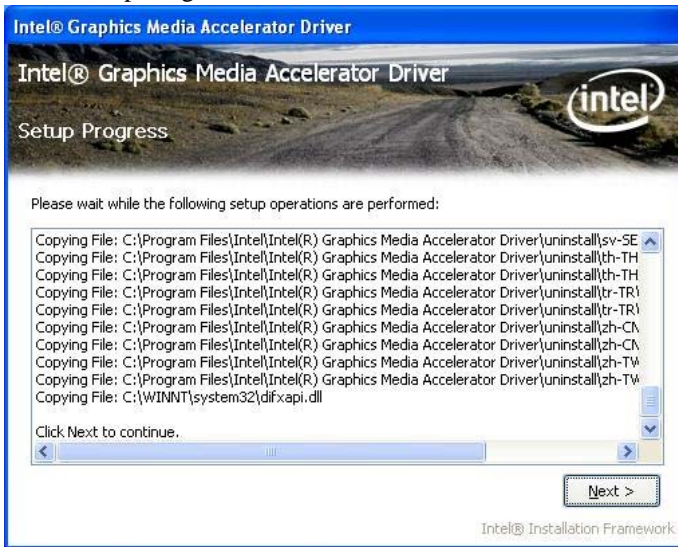 Intel® Graphics Media Accelerator Driver
Intel® Graphics Media Accelerator Driver
intel
Setup Progress
Please wait while the following setup operations are performed:
Copying File: C:\Program Files\Intel\Intel(R) Graphics Media Accelerator Driver\uninstall\sv-SE
Copying File: C:\Program Files\Intel\Intel(R) Graphics Media Accelerator Driver\uninstall\th-TH
Copying File: C:\Program Files\Intel\Intel(R) Graphics Media Accelerator Driver\uninstall\th-TH
Copying File: C:\Program Files\Intel\Intel(R) Graphics Media Accelerator Driver\uninstall\tr-TR\
Copying File: C:\Program Files\Intel\Intel(R) Graphics Media Accelerator Driver\uninstall\tr-TR\
Copying File: C:\Program Files\Intel\Intel(R) Graphics Media Accelerator Driver\uninstall\zh-CN
Copying File: C:\Program Files\Intel\Intel(R) Graphics Media Accelerator Driver\uninstall\zh-CN
Copying File: C:\Program Files\Intel\Intel(R) Graphics Media Accelerator Driver\uninstall\zh-TW
Copying File: C:\Program Files\Intel\Intel(R) Graphics Media Accelerator Driver\uninstall\zh-TW
Copying File: C:\WINNT\system32\difxapi.dll
Click Next to continue.
Next >
Intel® Installation Framework